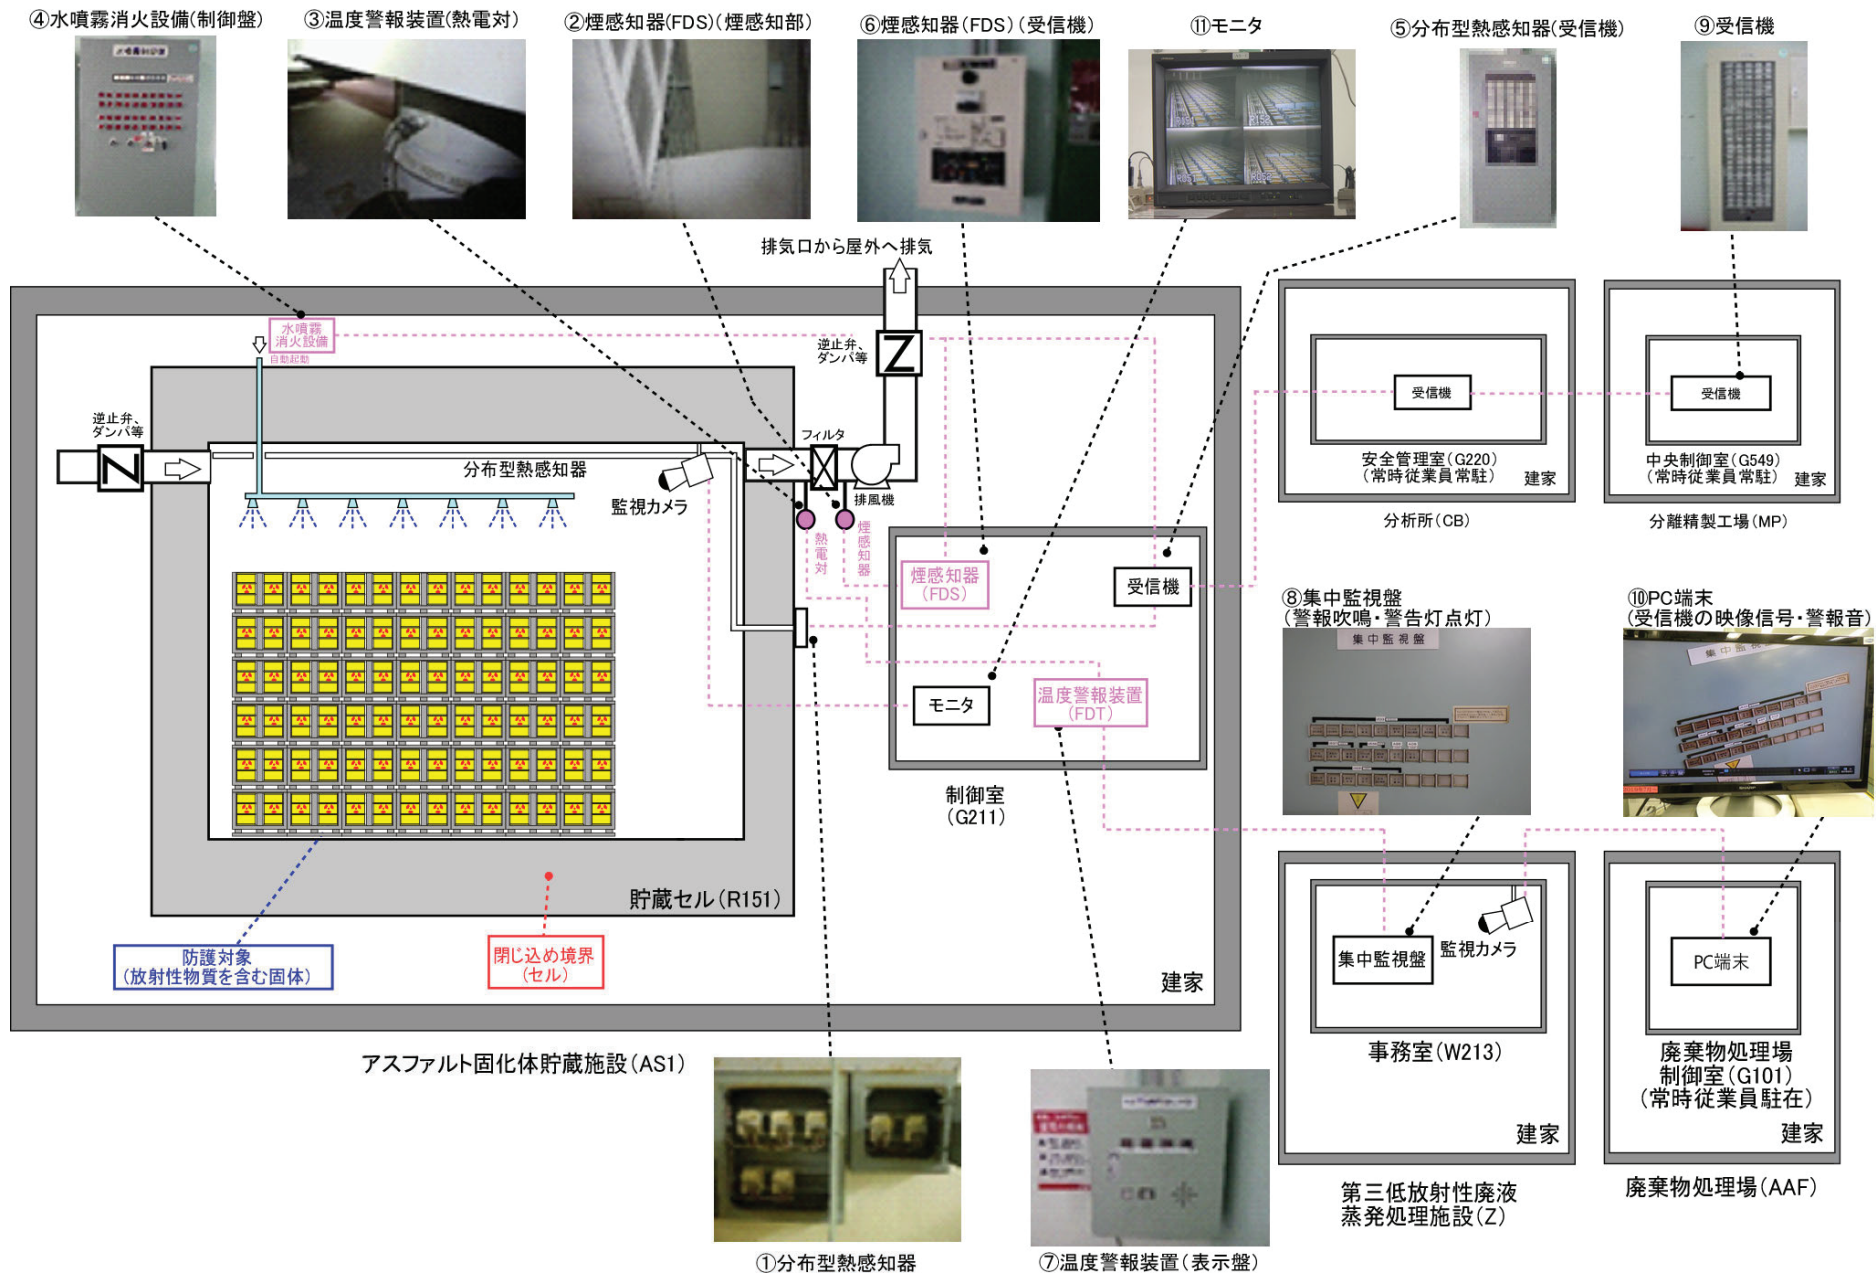 ④水噴霧消火設備(制御盤)
③温度警報装置(熱電対)
②煙感知器(FDS)(煙感知部)
⑥煙感知器(FDS)(受信機)
⑪モニタ
⑤分布型熱感知器(受信機)
⑨受信機
R151
R152
R051
R052
排気口から屋外へ排気
水噴霧
消火設備
自動起動
逆止弁、
ダンパ等
逆止弁、
ダンパ等
フィルタ
排風機
分布型熱感知器
監視カメラ
熱電対
煙感知器
煙感知器
(FDS)
受信機
モニタ
温度警報装置
(FDT)
制御室
(G211)
貯蔵セル(R151)
防護対象
(放射性物質を含む固体)
閉じ込め境界
(セル)
建家
アスファルト固化体貯蔵施設(AS1)
受信機
安全管理室(G220)
(常時従業員常駐)
建家
分析所(CB)
受信機
中央制御室(G549)
(常時従業員常駐)
建家
分離精製工場(MP)
⑧集中監視盤
(警報吹鳴・警告灯点灯)
集中監視盤
⑩PC端末
(受信機の映像信号・警報音)
集中監視盤
集中監視盤
監視カメラ
事務室(W213)
建家
第三低放射性廃液
蒸発処理施設(Z)
PC端末
廃棄物処理場
制御室(G101)
(常時従業員駐在)
建家
廃棄物処理場(AAF)
①分布型熱感知器
⑦温度警報装置(表示盤)